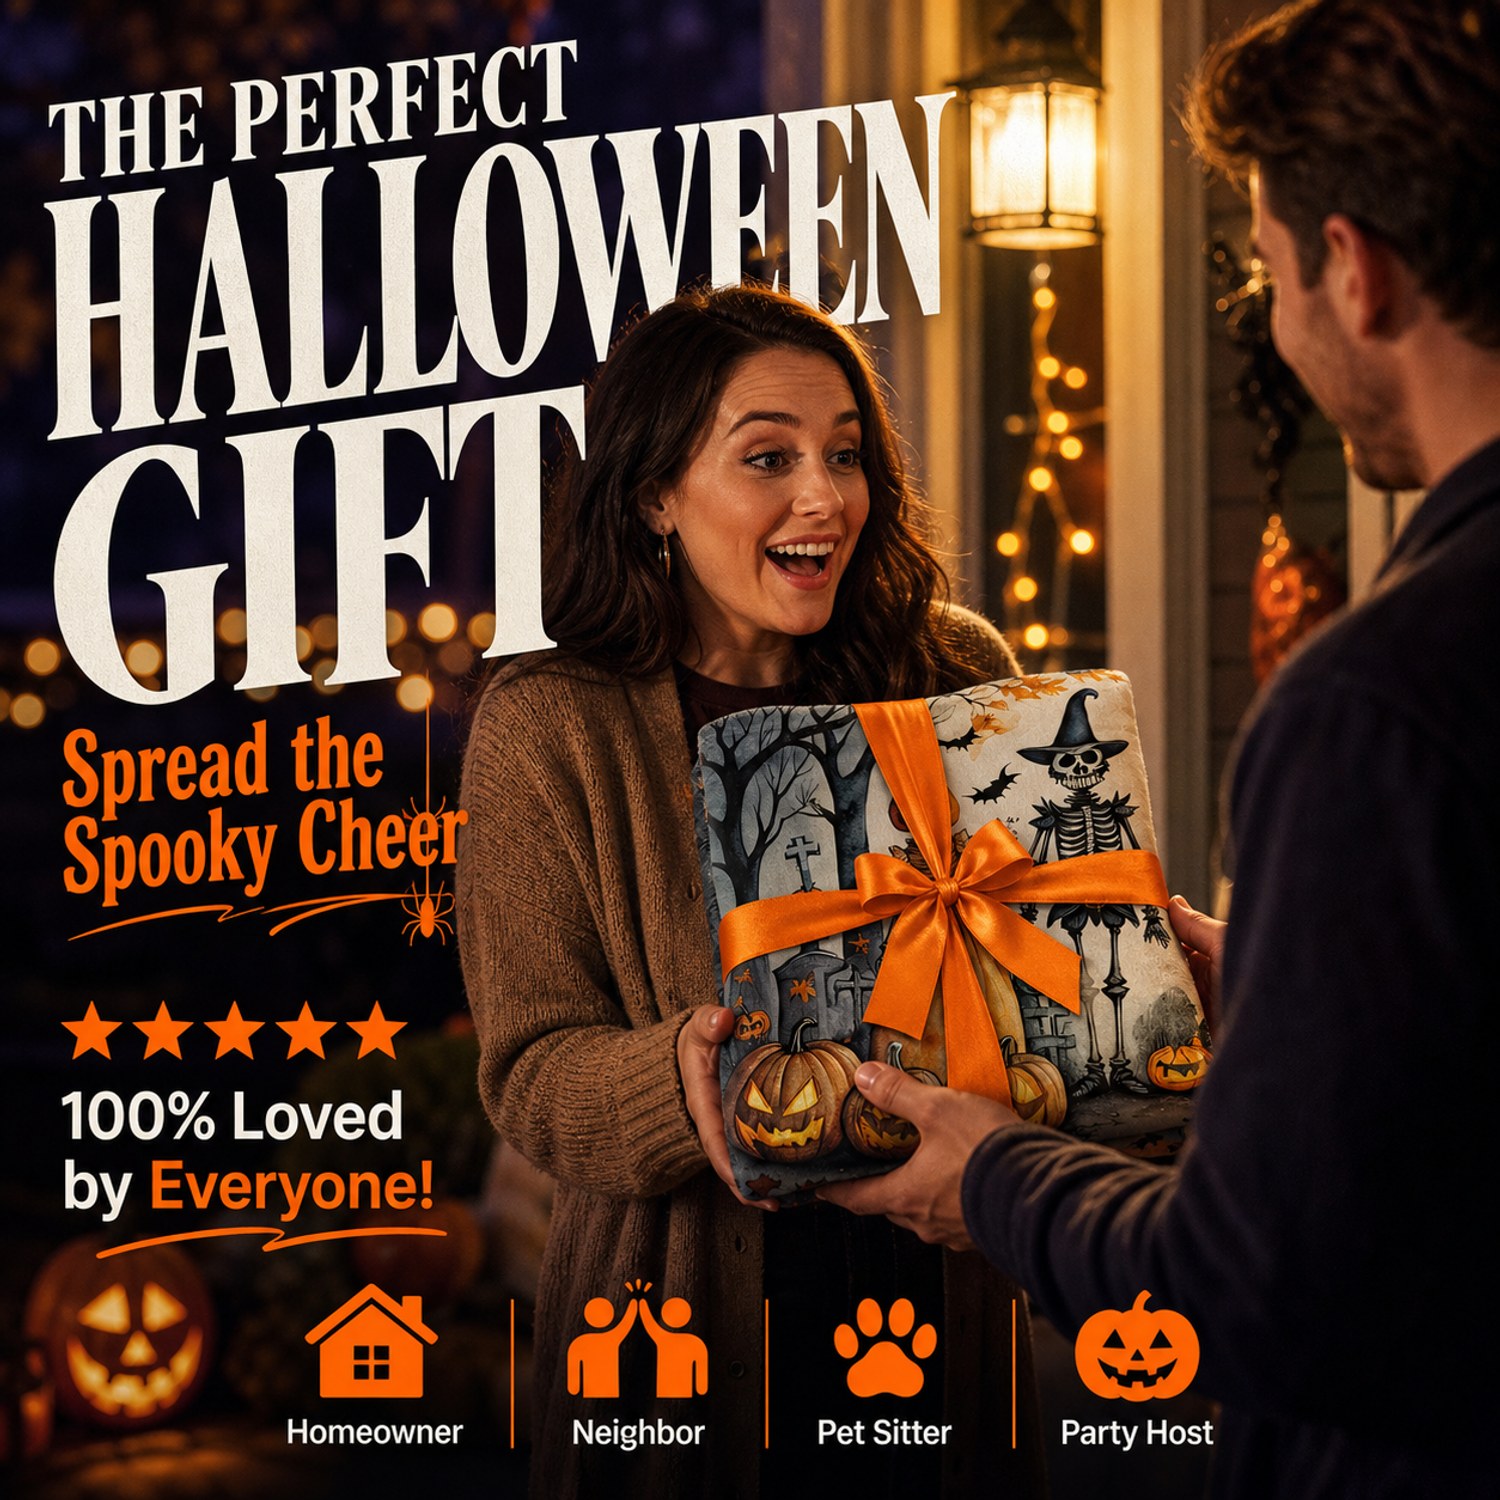 THE PERFECT
HALLOWEEN
GIFT
Spread the
Spooky Cheer
100% Loved
by Everyone!
Homeowner
Neighbor
Pet Sitter
Party Host